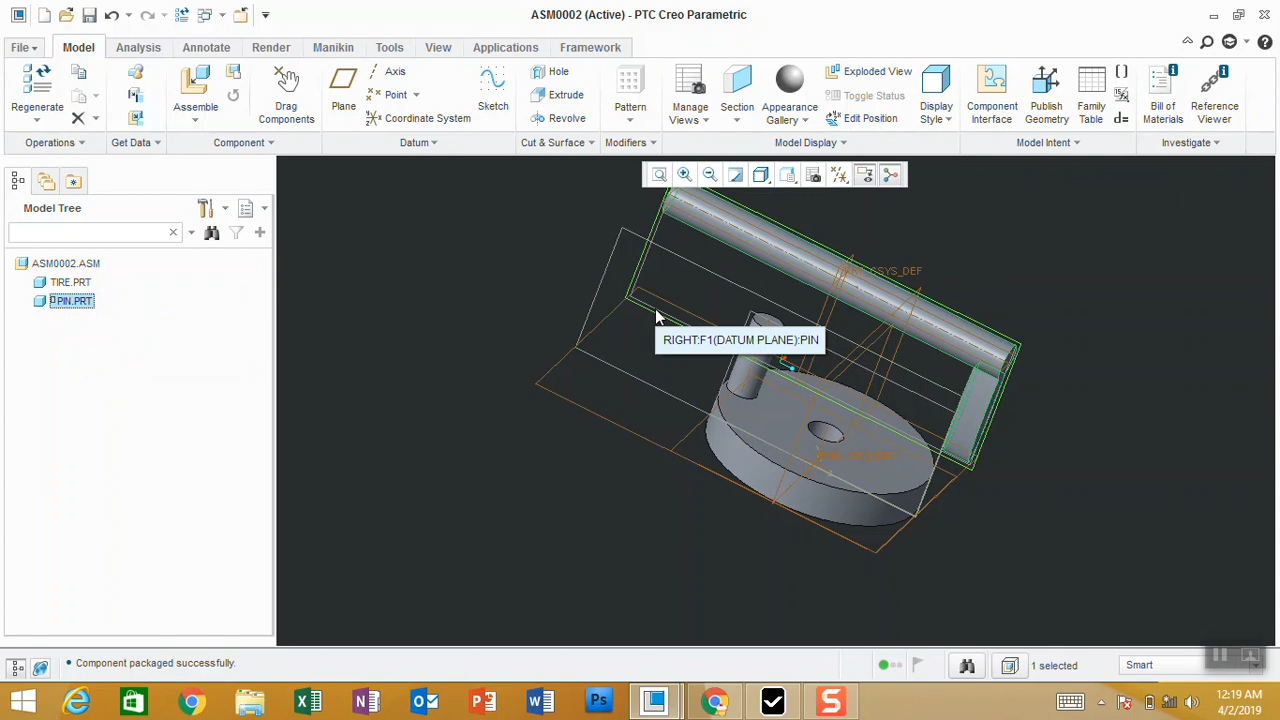 ASM0002 (Active) - PTC Creo Parametric
File Model Analysis Annotate Render Manikin Tools View Applications Framework
Regenerate
Operations
Get Data
Assemble
Drag Components
Component
Plane
Axis
Point
Coordinate System
Sketch
Datum
Hole
Extrude
Revolve
Cut & Surface
Pattern
Modifiers
Manage Views
Section
Appearance Gallery
Exploded View
Toggle Status
Edit Position
Display Style
Model Display
Component Interface
Publish Geometry
Family Table
Model Intent
Bill of Materials
Reference Viewer
Investigate
Model Tree
ASM0002.ASM
TIRE.PRT
PIN.PRT
RIGHT:F1(DATUM PLANE):PIN
Component packaged successfully.
1 selected
Smart
12:19 AM
4/2/2019